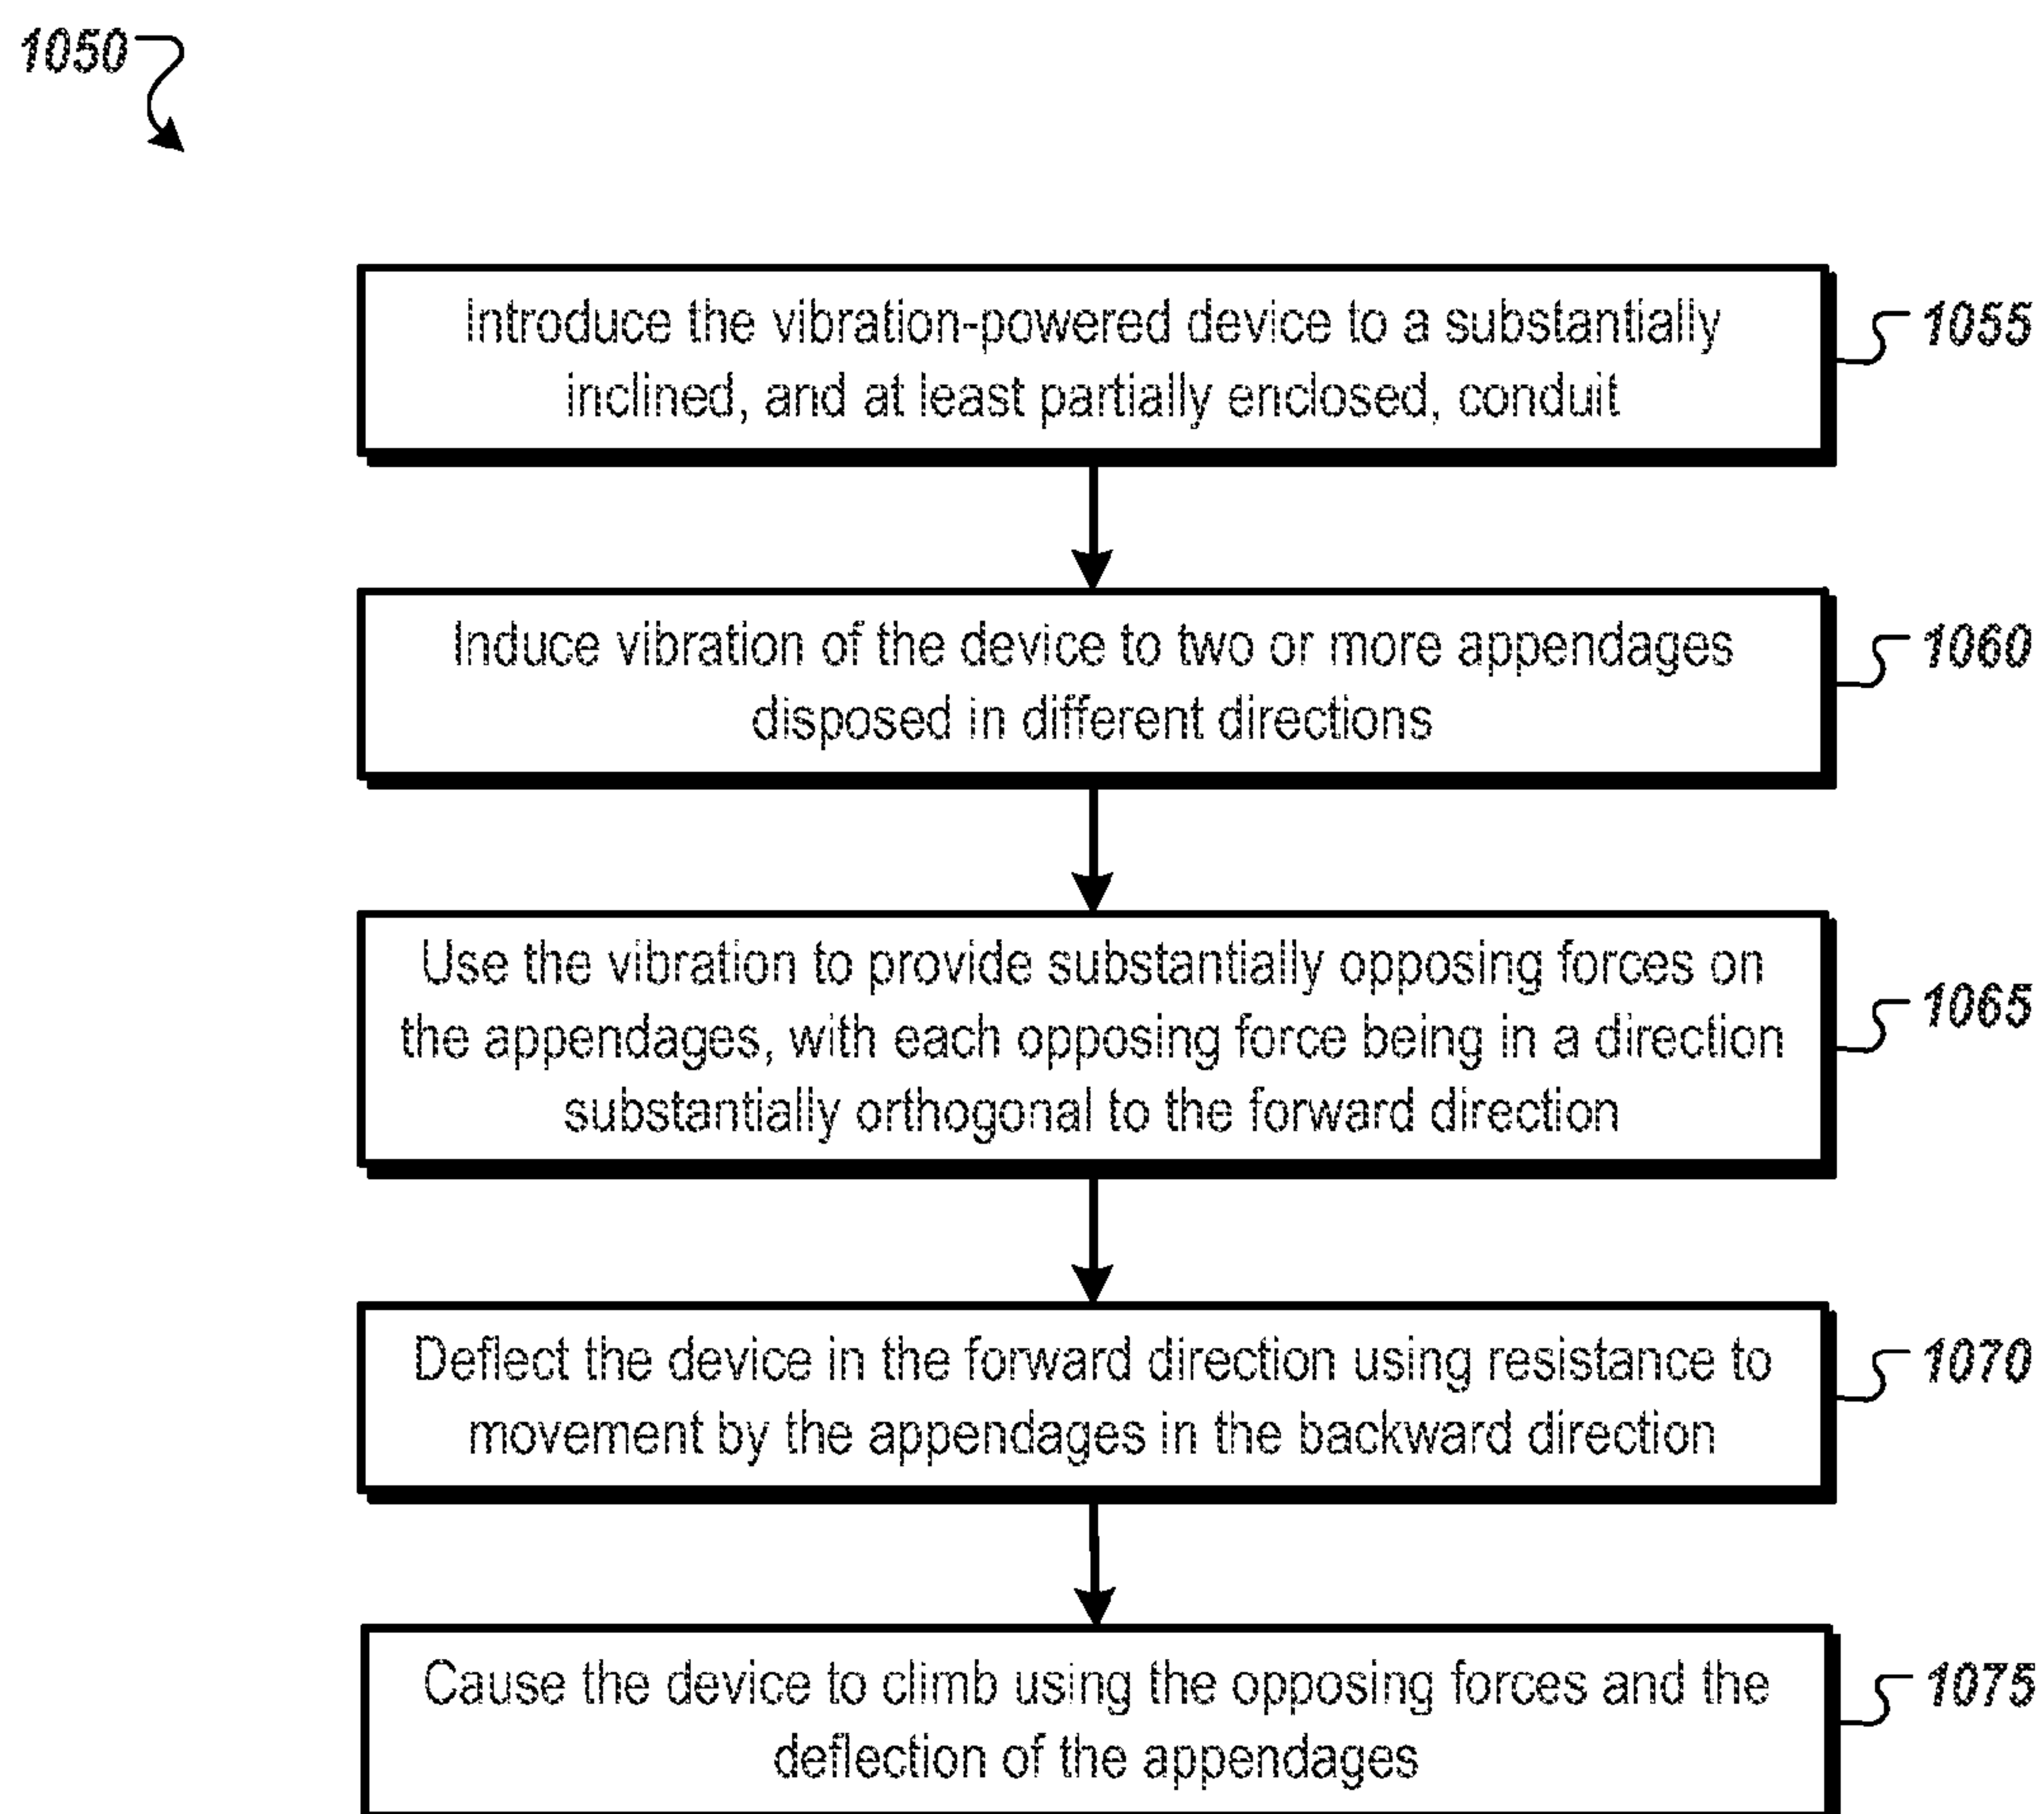 1050
Introduce the vibration-powered device to a substantially
inclined, and at least partially enclosed, conduit
1055
Induce vibration of the device to two or more appendages
disposed in different directions
1060
Use the vibration to provide substantially opposing forces on
the appendages, with each opposing force being in a direction
substantially orthogonal to the forward direction
1065
Deflect the device in the forward direction using resistance to
movement by the appendages in the backward direction
1070
Cause the device to climb using the opposing forces and the
deflection of the appendages
1075